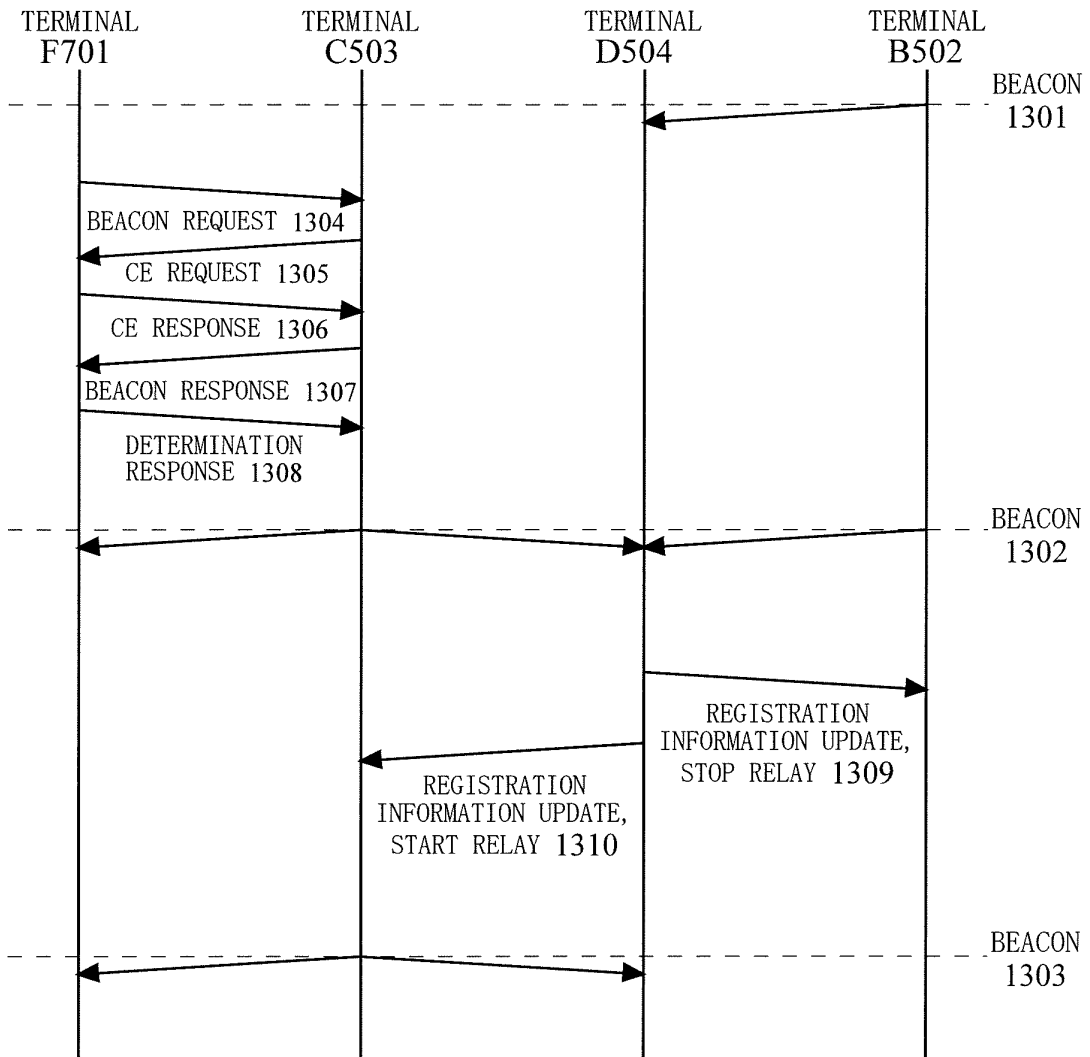 TERMINAL TERMINAL TERMINAL TERMINAL
F701 C503 D504 B502
BEACON
1301
BEACON REQUEST 1304
CE REQUEST 1305
CE RESPONSE 1306
BEACON RESPONSE 1307
DETERMINATION
RESPONSE 1308
BEACON
1302
REGISTRATION
INFORMATION UPDATE,
STOP RELAY 1309
REGISTRATION
INFORMATION UPDATE,
START RELAY 1310
BEACON
1303